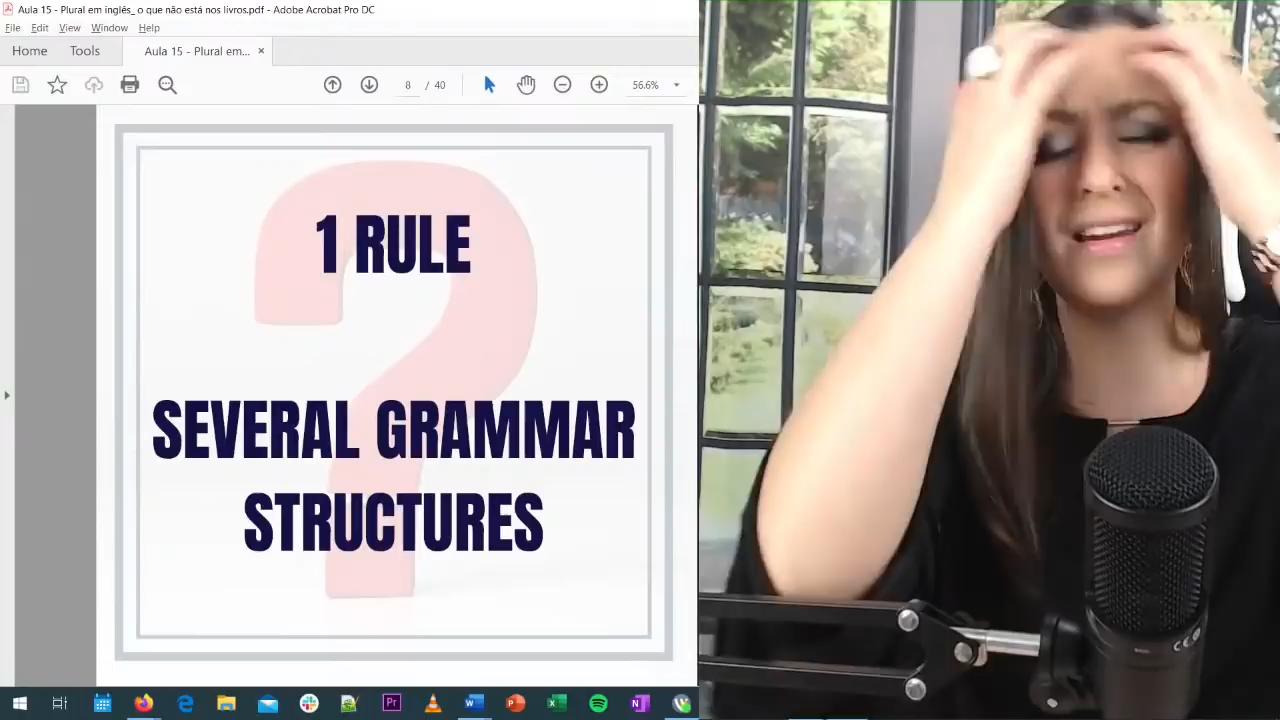 Aula 15 - Plural em inglês_ o que não está nos livros.pdf - Adobe Acrobat Pro DC
File Edit View Window Help
Home Tools Aula 15 - Plural em... ×
8 / 40 56.6%
1 RULE
SEVERAL GRAMMAR
STRUCTURES